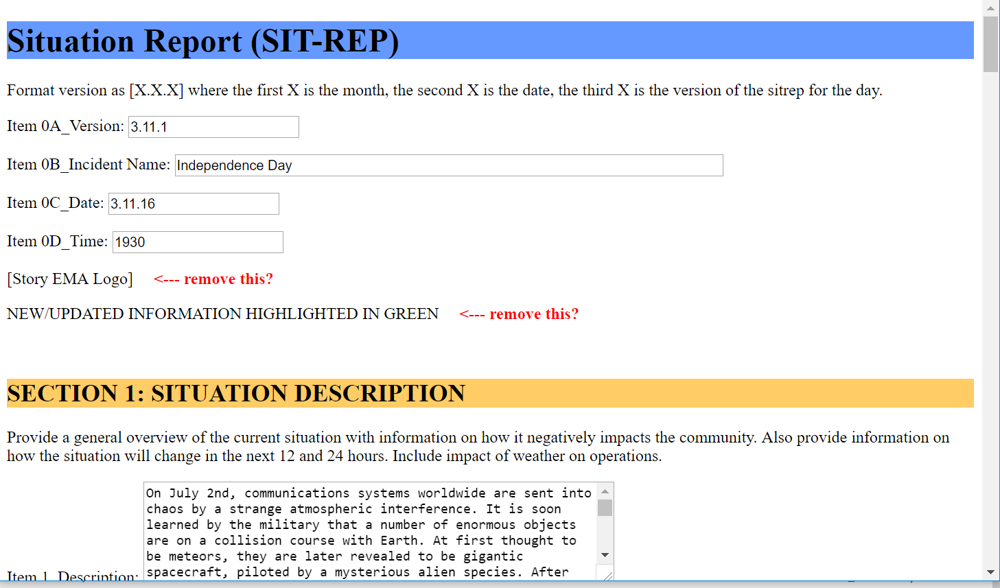 Situation Report (SIT-REP)
Format version as [X.X.X] where the first X is the month, the second X is the date, the third X is the version of the sitrep for the day.
Item 0A_Version: 3.11.1
Item 0B_Incident Name: Independence Day
Item 0C_Date: 3.11.16
Item 0D_Time: 1930
[Story EMA Logo] <--- remove this?
NEW/UPDATED INFORMATION HIGHLIGHTED IN GREEN <--- remove this?
SECTION 1: SITUATION DESCRIPTION
Provide a general overview of the current situation with information on how it negatively impacts the community. Also provide information on
how the situation will change in the next 12 and 24 hours. Include impact of weather on operations.
On July 2nd, communications systems worldwide are sent into
chaos by a strange atmospheric interference. It is soon
learned by the military that a number of enormous objects
are on a collision course with Earth. At first thought to
be meteors, they are later revealed to be gigantic
spacecraft, piloted by a mysterious alien species. After
Item 1_Description: